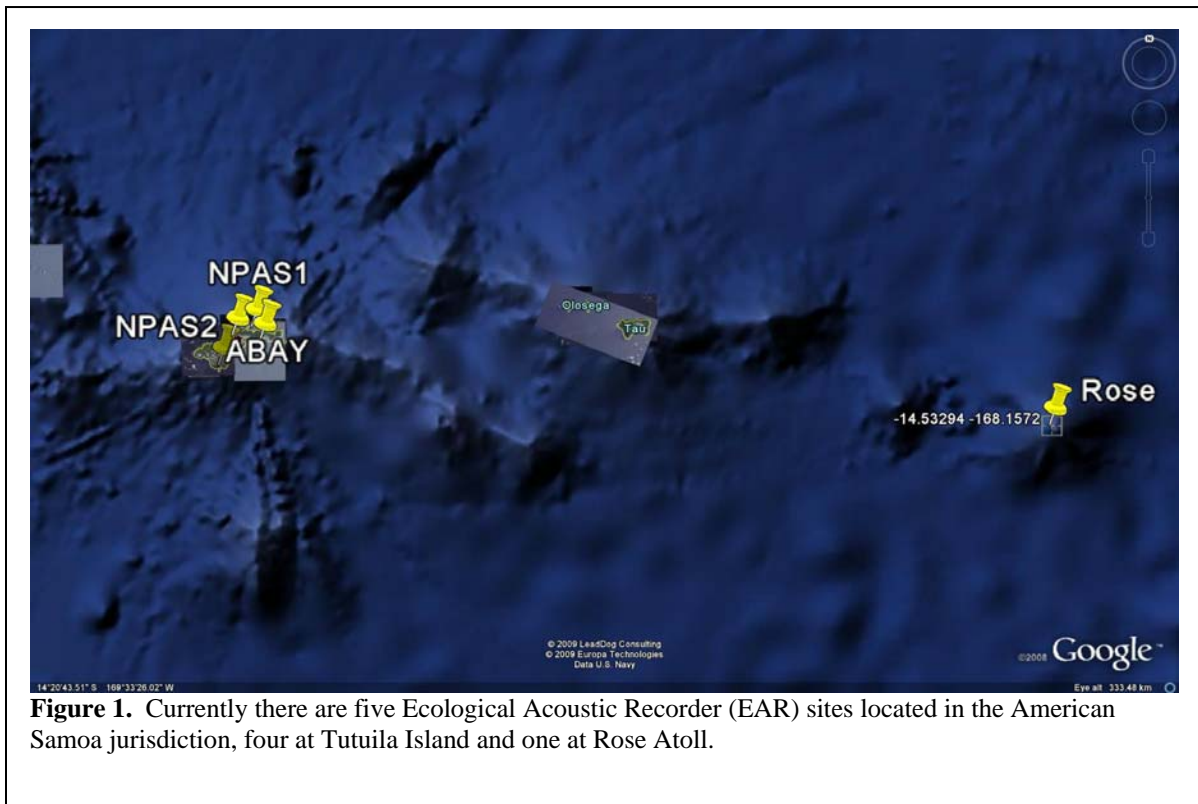 N
NPAS1
NPAS2
ABAY
Olosega
Tau
Rose
-14.53294 -168.1572
© 2009 LeadDog Consulting
© 2009 Europa Technologies
Data U.S. Navy
©2008 Google™
14°20'43.51" S 169°33'26.02" W
Eye alt 333.48 km
Figure 1. Currently there are five Ecological Acoustic Recorder (EAR) sites located in the American
Samoa jurisdiction, four at Tutuila Island and one at Rose Atoll.